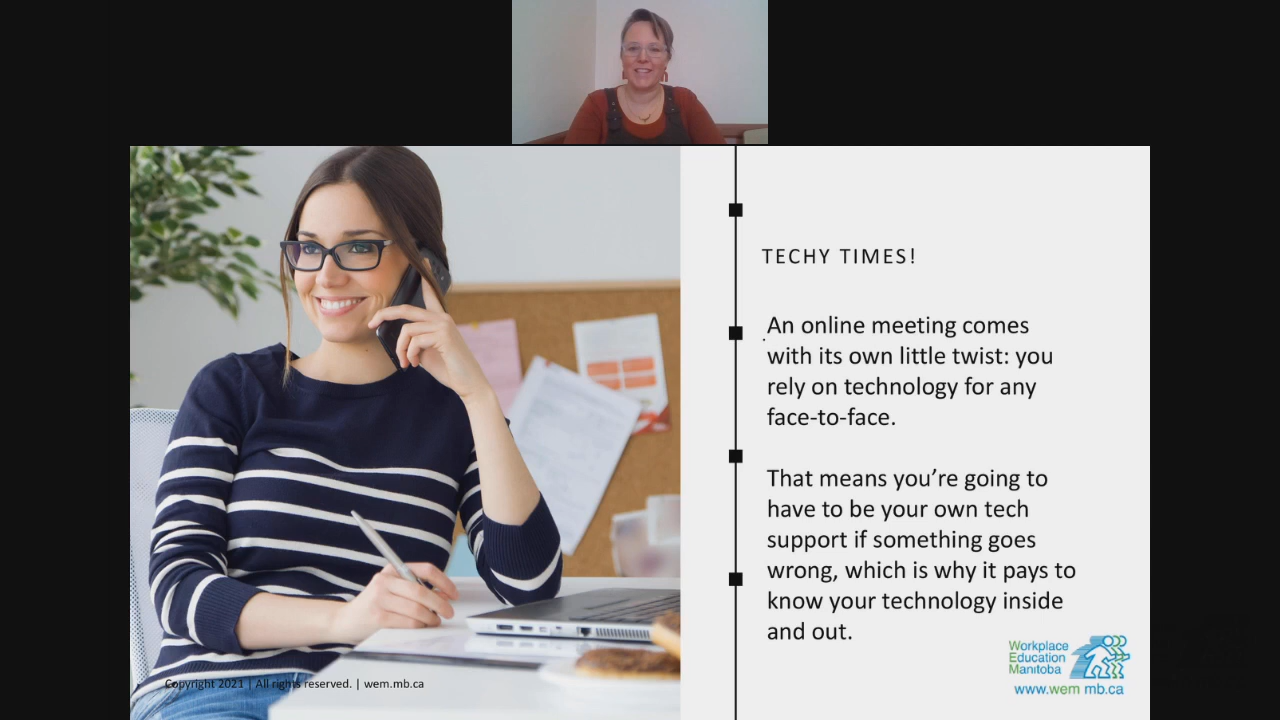 TECHY TIMES!
An online meeting comes
with its own little twist: you
rely on technology for any
face-to-face.
That means you’re going to
have to be your own tech
support if something goes
wrong, which is why it pays to
know your technology inside
and out.
Workplace
Education
Manitoba
www.wem mb.ca
Copyright 2021 | All rights reserved. | wem.mb.ca